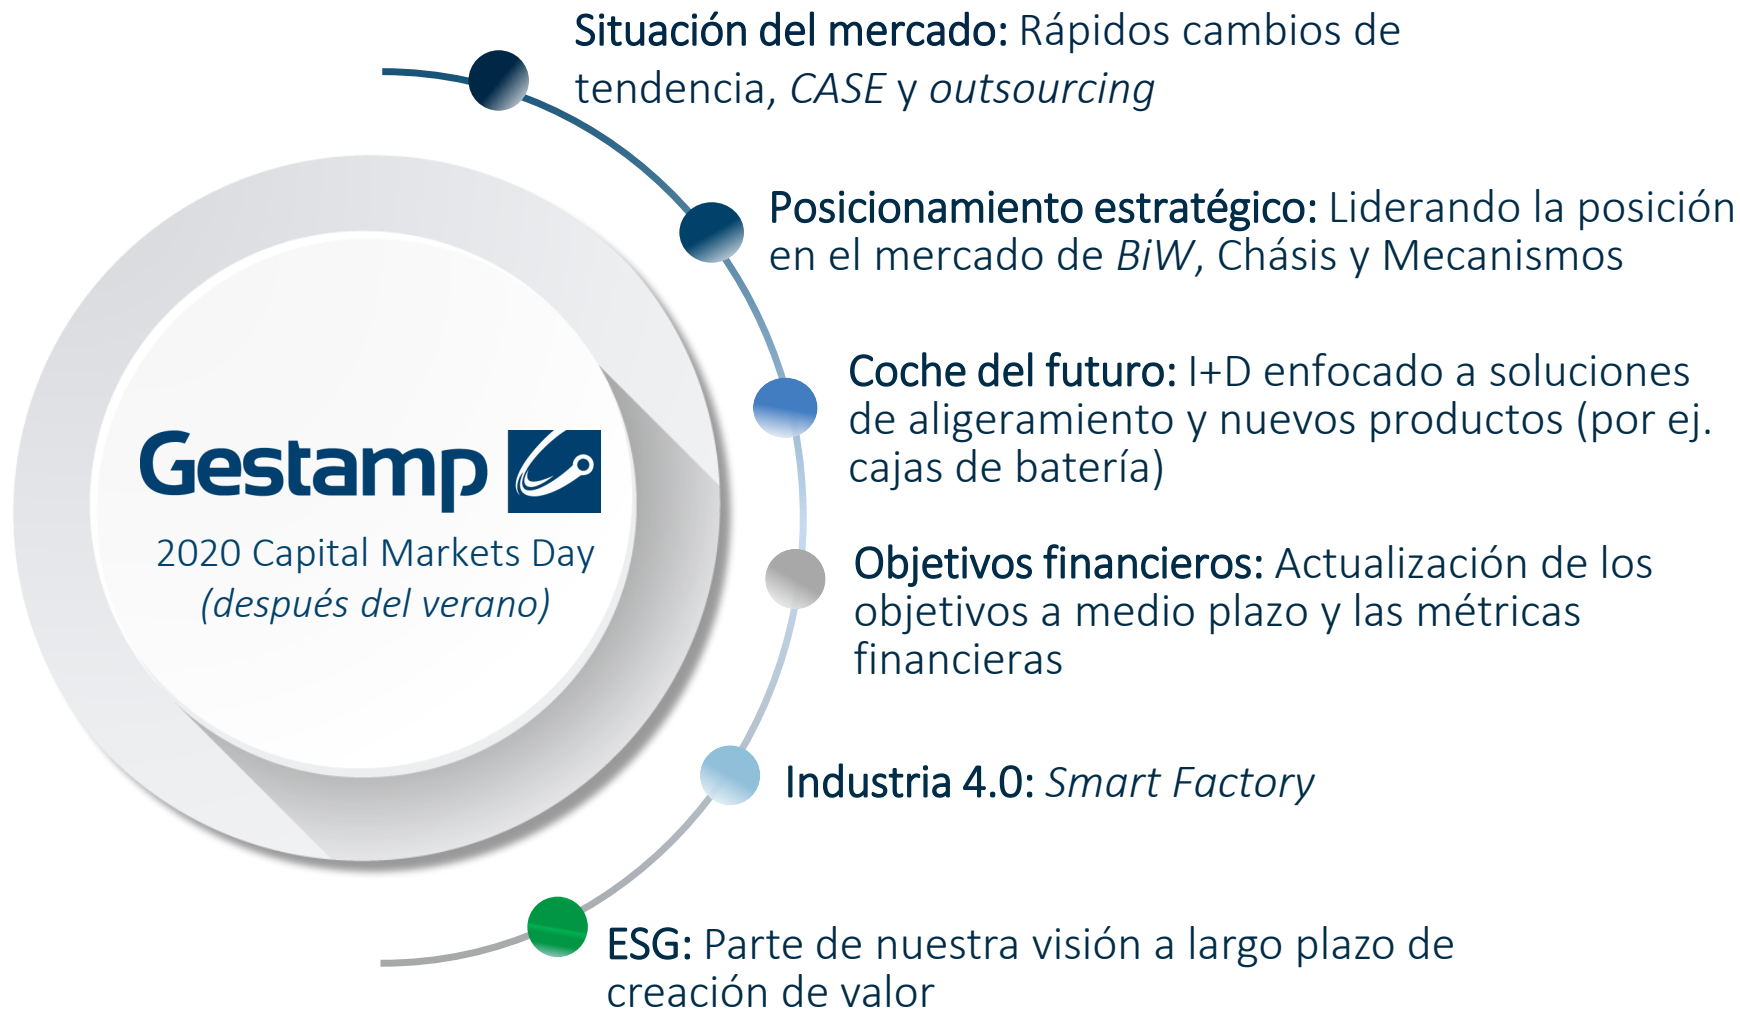 Situación del mercado: Rápidos cambios de
tendencia, CASE y outsourcing
Posicionamiento estratégico: Liderando la posición
en el mercado de BiW, Chásis y Mecanismos
Coche del futuro: I+D enfocado a soluciones
de aligeramiento y nuevos productos (por ej.
cajas de batería)
Gestamp
2020 Capital Markets Day
(después del verano)
Objetivos financieros: Actualización de los
objetivos a medio plazo y las métricas
financieras
Industria 4.0: Smart Factory
ESG: Parte de nuestra visión a largo plazo de
creación de valor